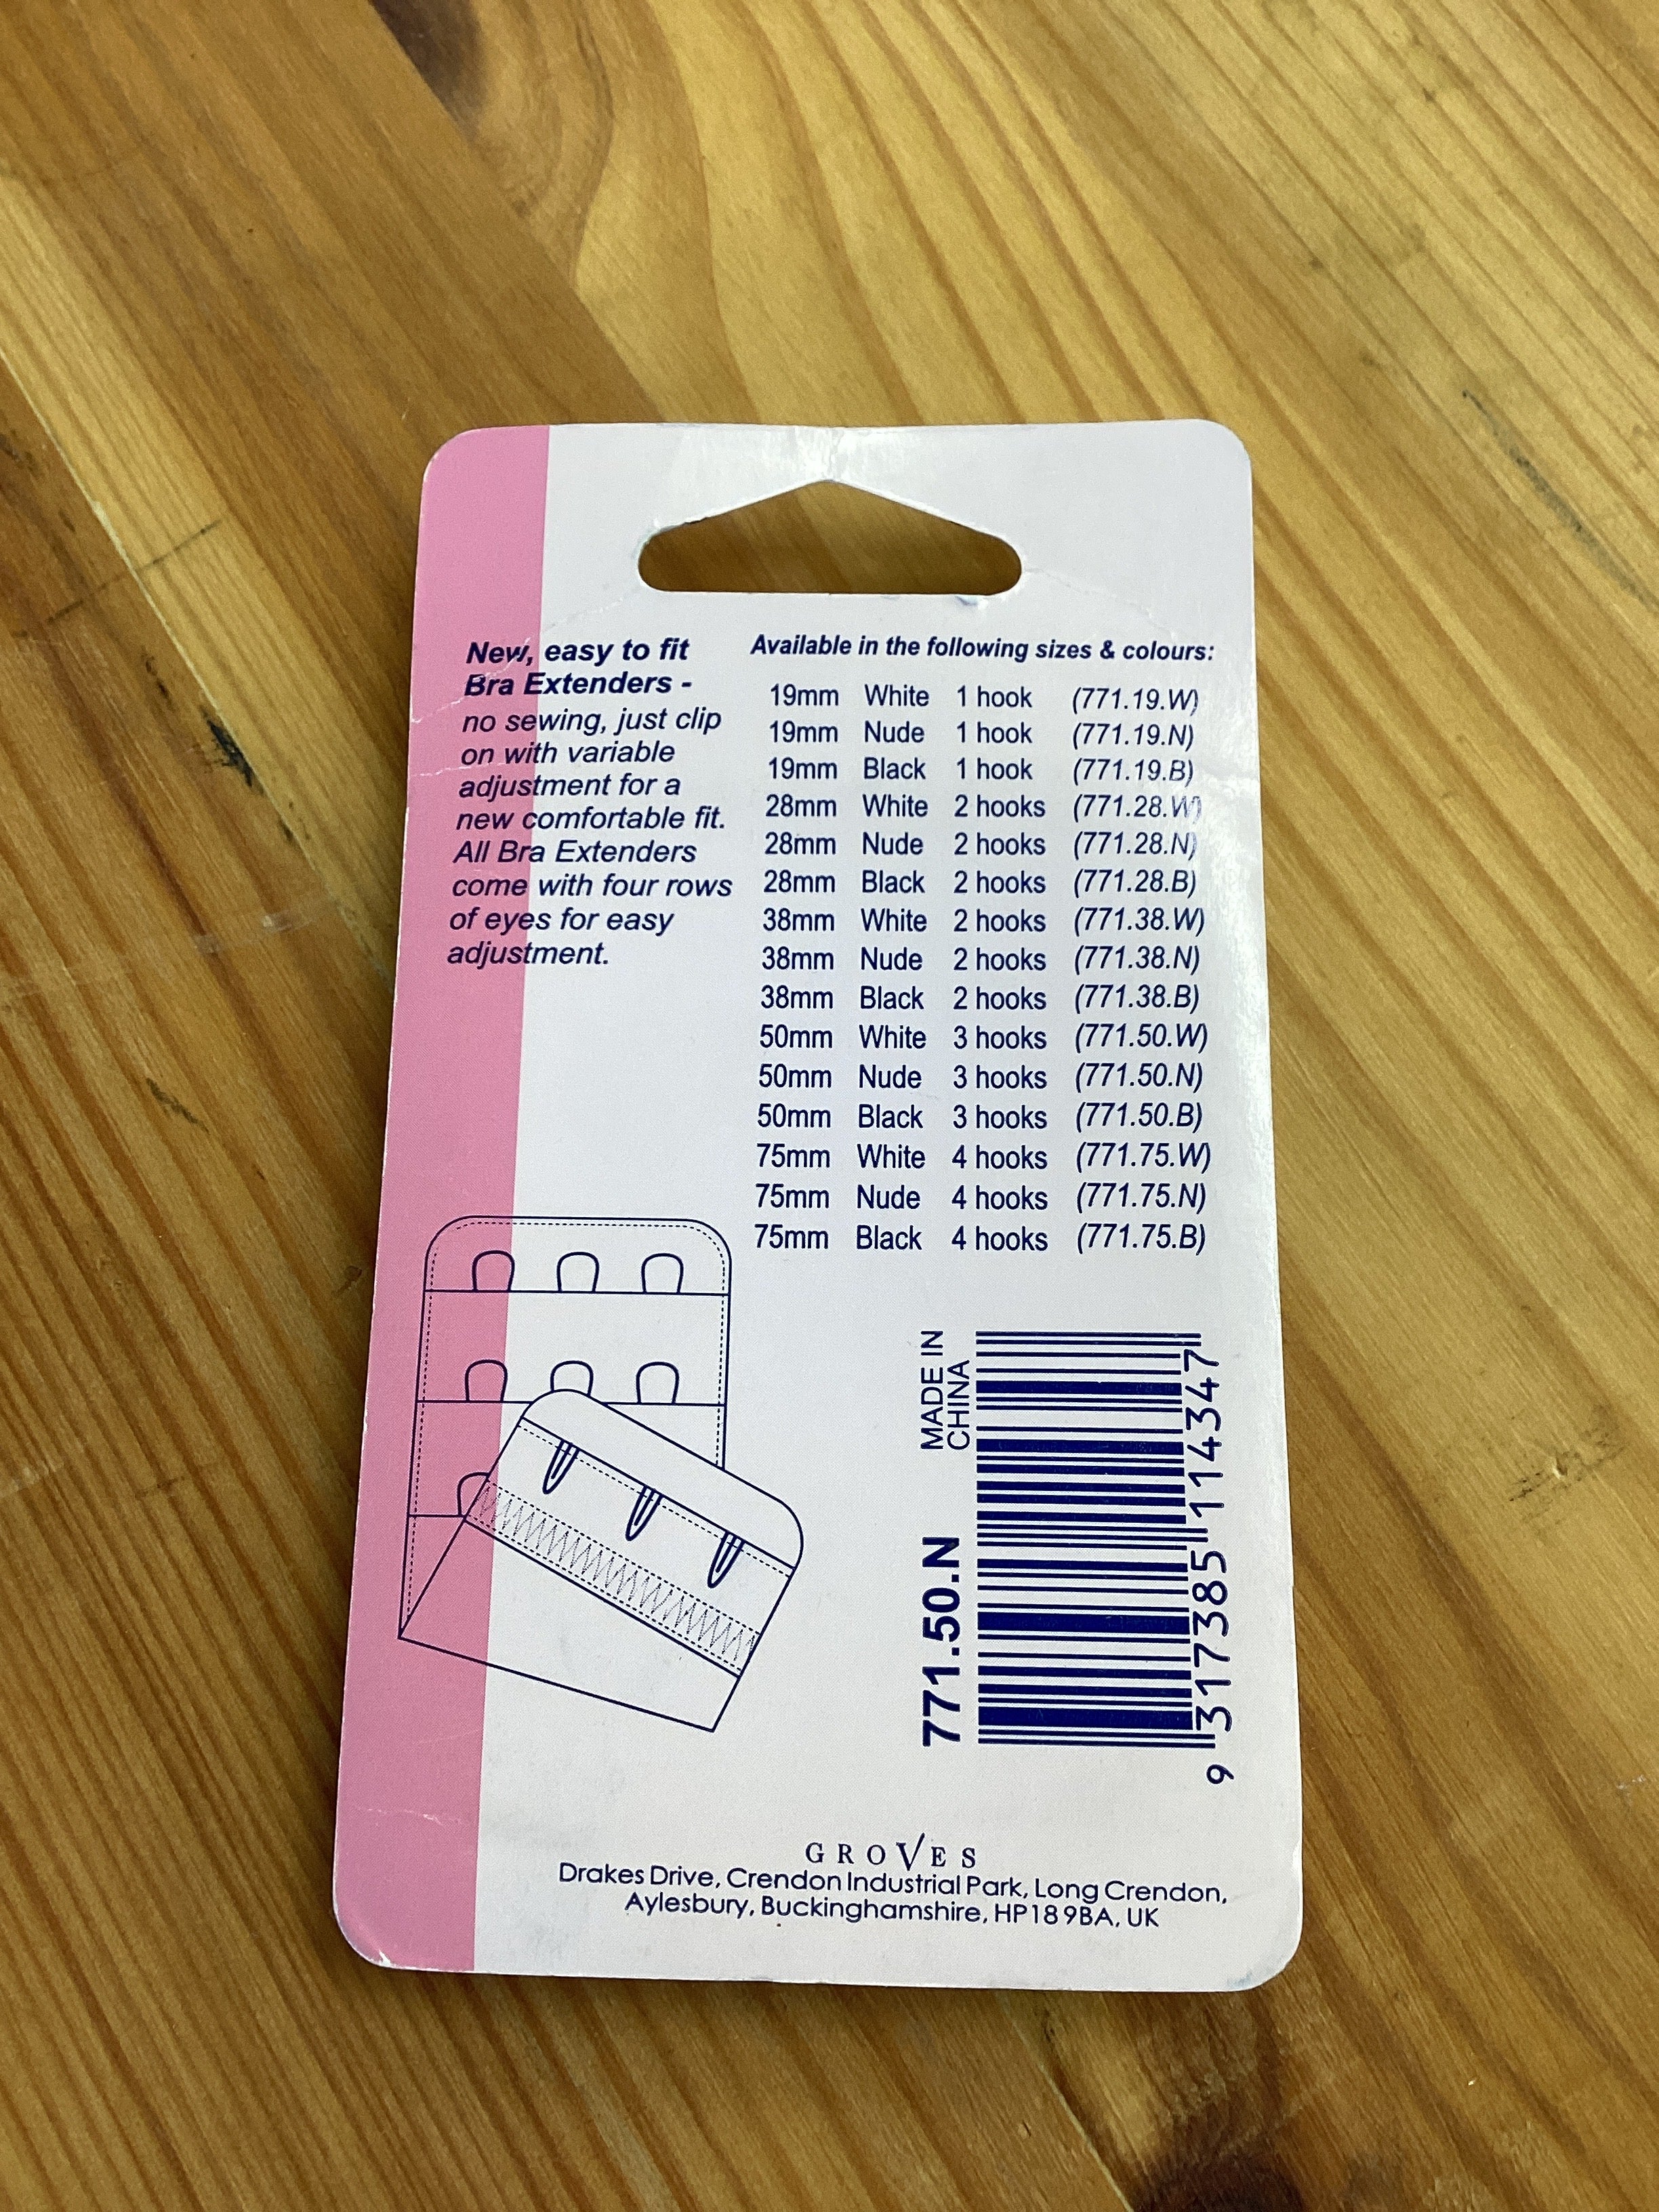 New, easy to fit
Bra Extenders -
no sewing, just clip
on with variable
adjustment for a
new comfortable fit.
All Bra Extenders
come with four rows
of eyes for easy
adjustment.
Available in the following sizes & colours:
19mm White 1 hook (771.19.W)
19mm Nude 1 hook (771.19.N)
19mm Black 1 hook (771.19.B)
28mm White 2 hooks (771.28.W)
28mm Nude 2 hooks (771.28.N)
28mm Black 2 hooks (771.28.B)
38mm White 2 hooks (771.38.W)
38mm Nude 2 hooks (771.38.N)
38mm Black 2 hooks (771.38.B)
50mm White 3 hooks (771.50.W)
50mm Nude 3 hooks (771.50.N)
50mm Black 3 hooks (771.50.B)
75mm White 4 hooks (771.75.W)
75mm Nude 4 hooks (771.75.N)
75mm Black 4 hooks (771.75.B)
MADE IN
CHINA
771.50.N
9 317385 114347
GROVES
Drakes Drive, Crendon Industrial Park, Long Crendon,
Aylesbury, Buckinghamshire, HP18 9BA, UK